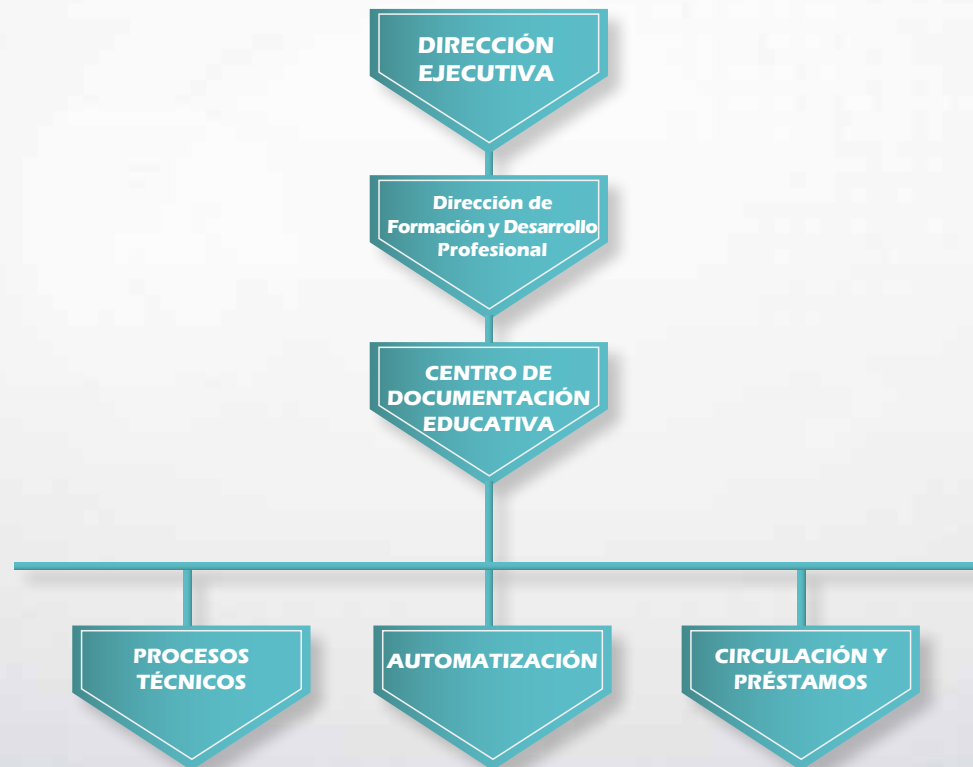 DIRECCIÓN
EJECUTIVA
Dirección de
Formación y Desarrollo
Profesional
CENTRO DE
DOCUMENTACIÓN
EDUCATIVA
PROCESOS
TÉCNICOS
AUTOMATIZACIÓN
CIRCULACIÓN Y
PRÉSTAMOS